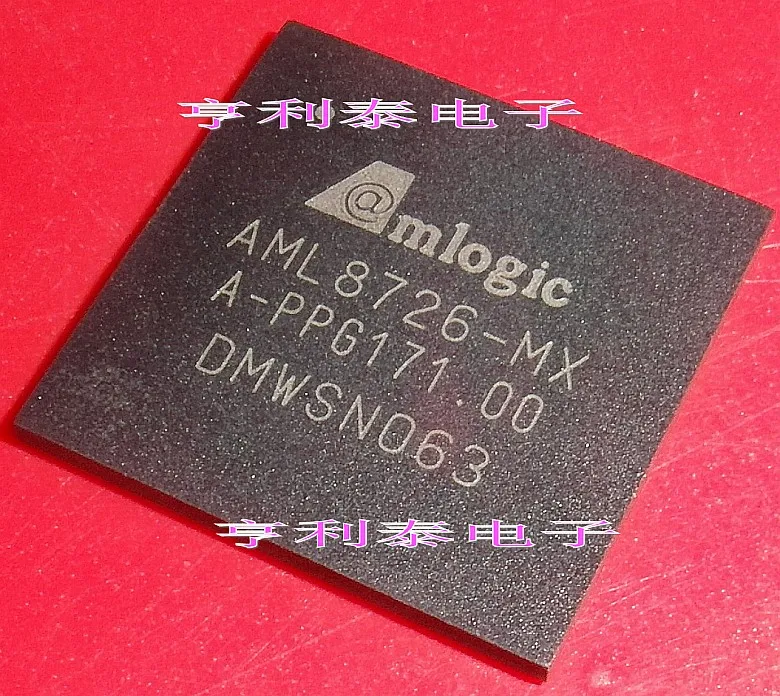 亨利泰电子
@mlogic
AML8726-MX
A-PPG171.00
DMWSN063
亨利泰电子